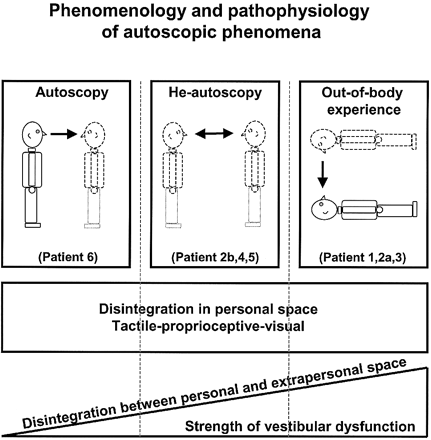 Phenomenology and pathophysiology
of autoscopic phenomena
Autoscopy
(Patient 6)
He-autoscopy
(Patient 2b,4,5)
Out-of-body
experience
(Patient 1,2a,3)
Disintegration in personal space
Tactile-proprioceptive-visual
Disintegration between personal and extrapersonal space
Strength of vestibular dysfunction